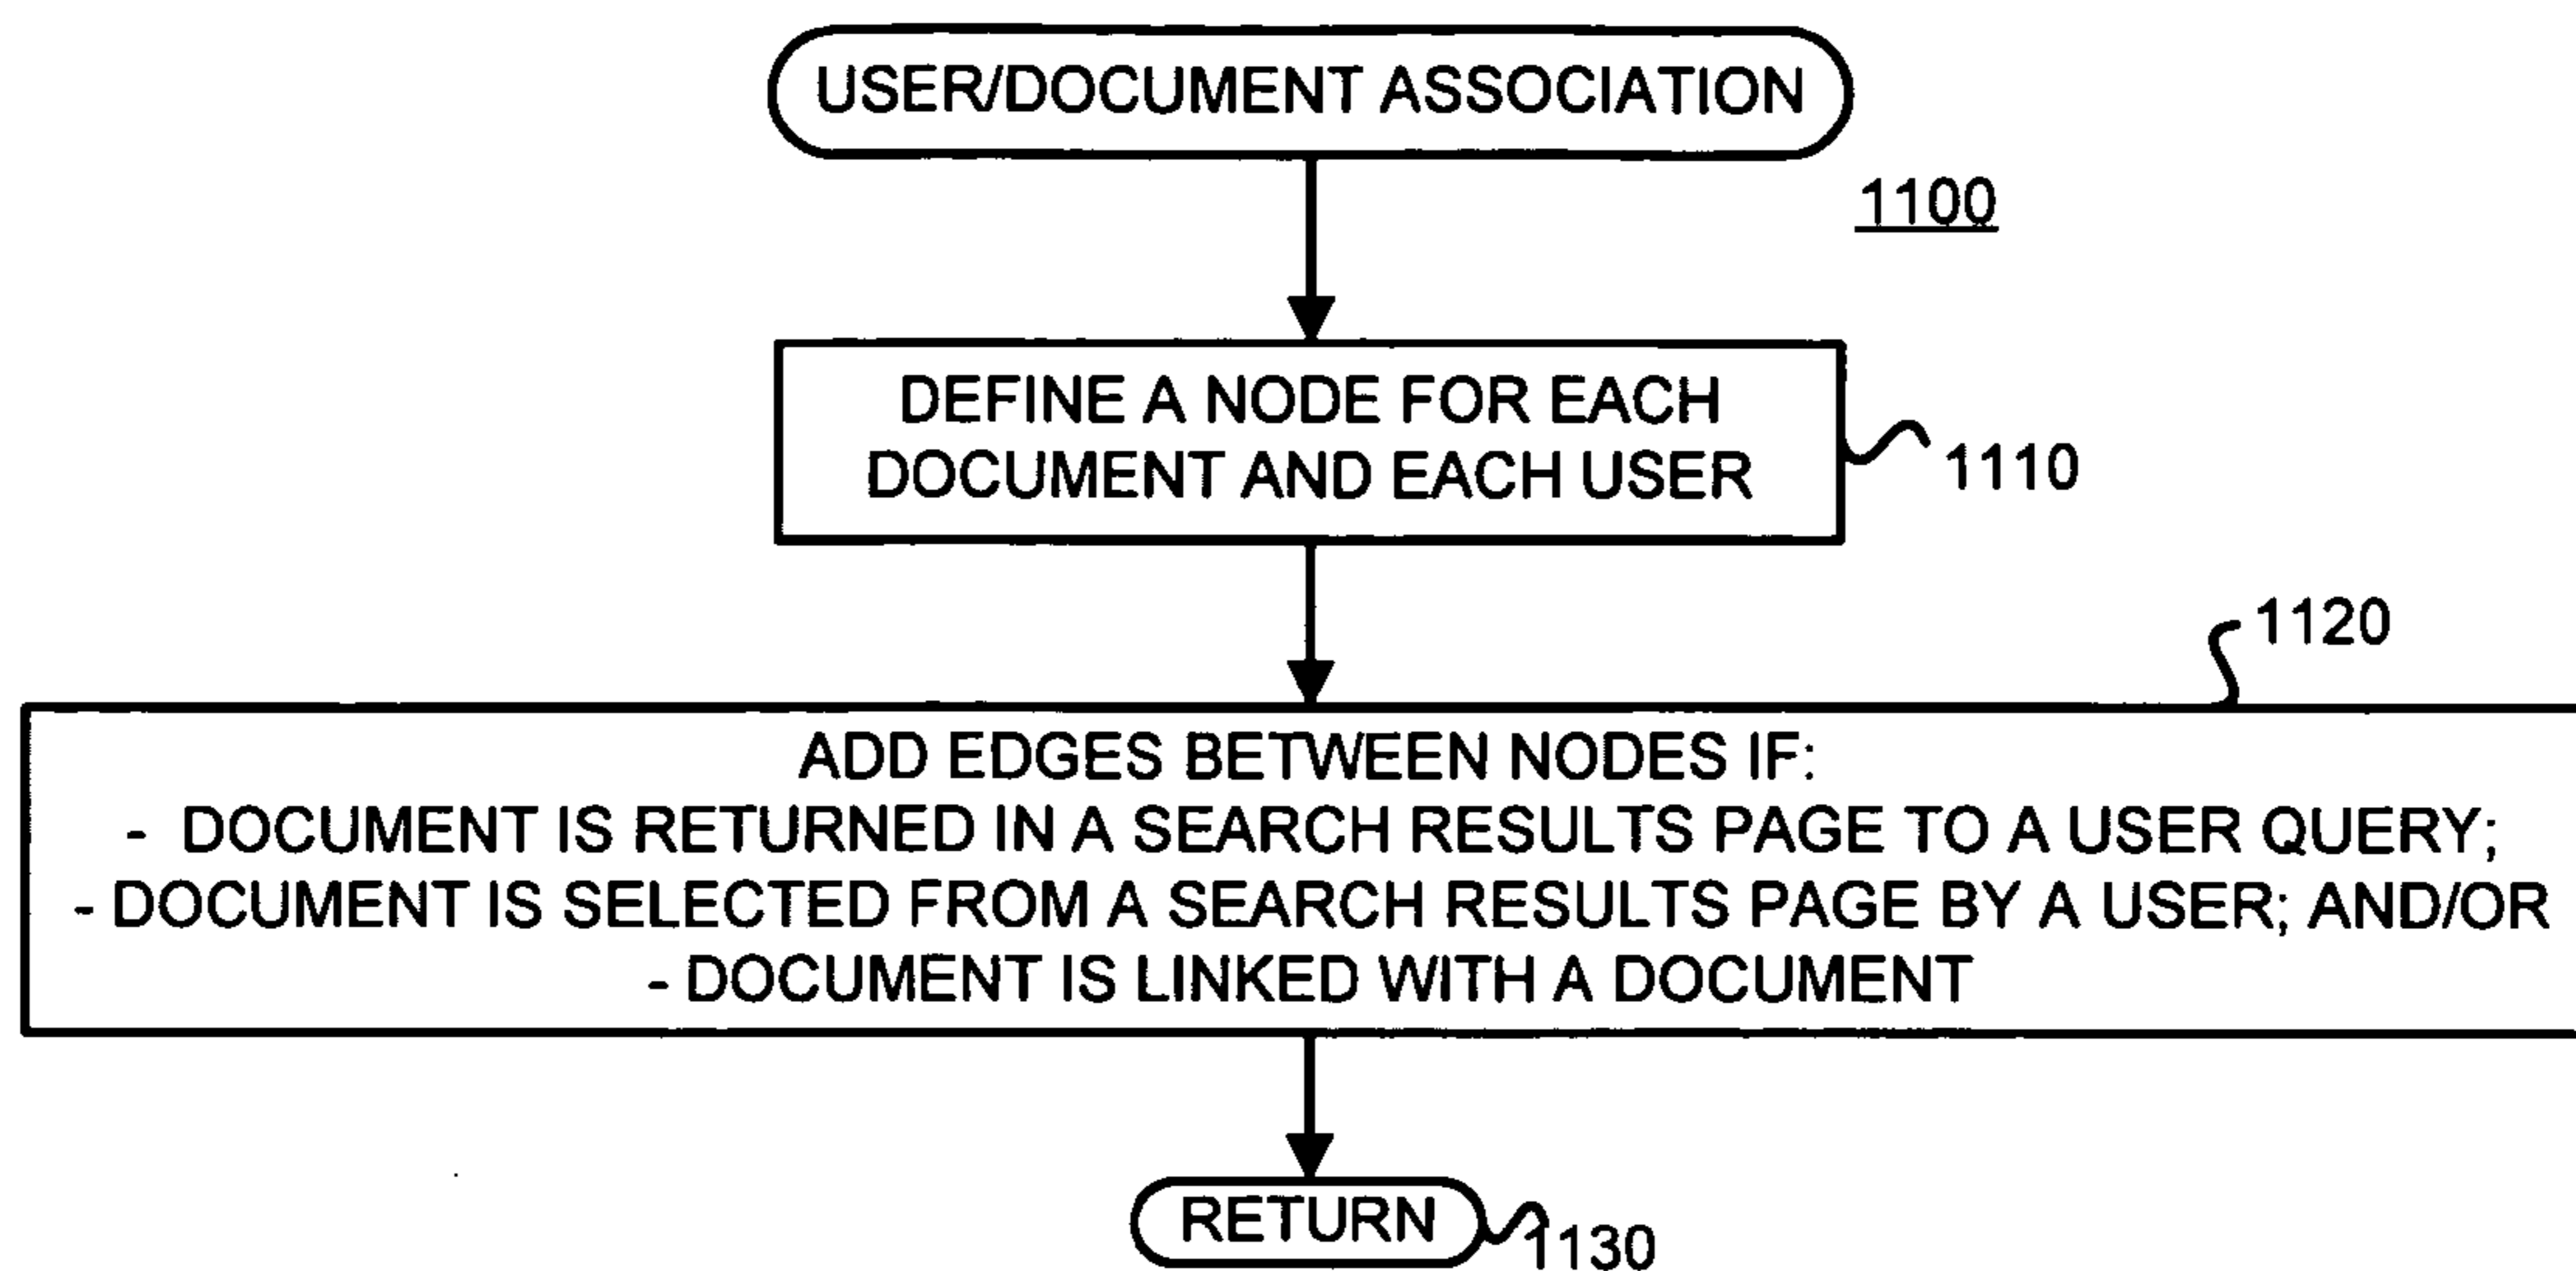 USER/DOCUMENT ASSOCIATION
1100
DEFINE A NODE FOR EACH
DOCUMENT AND EACH USER
1110
1120
ADD EDGES BETWEEN NODES IF:
- DOCUMENT IS RETURNED IN A SEARCH RESULTS PAGE TO A USER QUERY;
- DOCUMENT IS SELECTED FROM A SEARCH RESULTS PAGE BY A USER; AND/OR
- DOCUMENT IS LINKED WITH A DOCUMENT
RETURN
1130